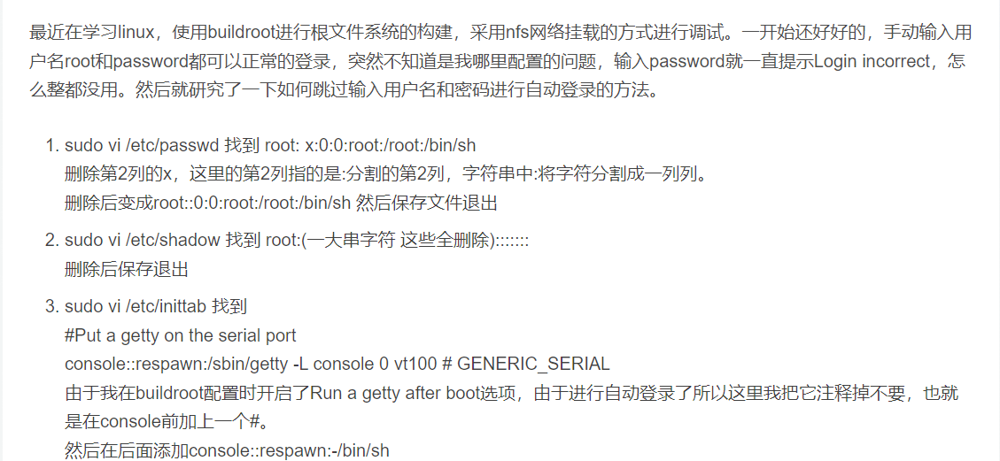 最近在学习linux，使用buildroot进行根文件系统的构建，采用nfs网络挂载的方式进行调试。一开始还好好的，手动输入用
户名root和password都可以正常的登录，突然不知道是我哪里配置的问题，输入password就一直提示Login incorrect，怎
么整都没用。然后就研究了一下如何跳过输入用户名和密码进行自动登录的方法。
1. sudo vi /etc/passwd 找到 root: x:0:0:root:/root:/bin/sh
删除第2列的x，这里的第2列指的是:分割的第2列，字符串中:将字符分割成一列列。
删除后变成root::0:0:root:/root:/bin/sh 然后保存文件退出
2. sudo vi /etc/shadow 找到 root:(一大串字符 这些全删除):::::::
删除后保存退出
3. sudo vi /etc/inittab 找到
#Put a getty on the serial port
console::respawn:/sbin/getty -L console 0 vt100 # GENERIC_SERIAL
由于我在buildroot配置时开启了Run a getty after boot选项，由于进行自动登录了所以这里我把它注释掉不要，也就
是在console前加上一个#。
然后在后面添加console::respawn:-/bin/sh